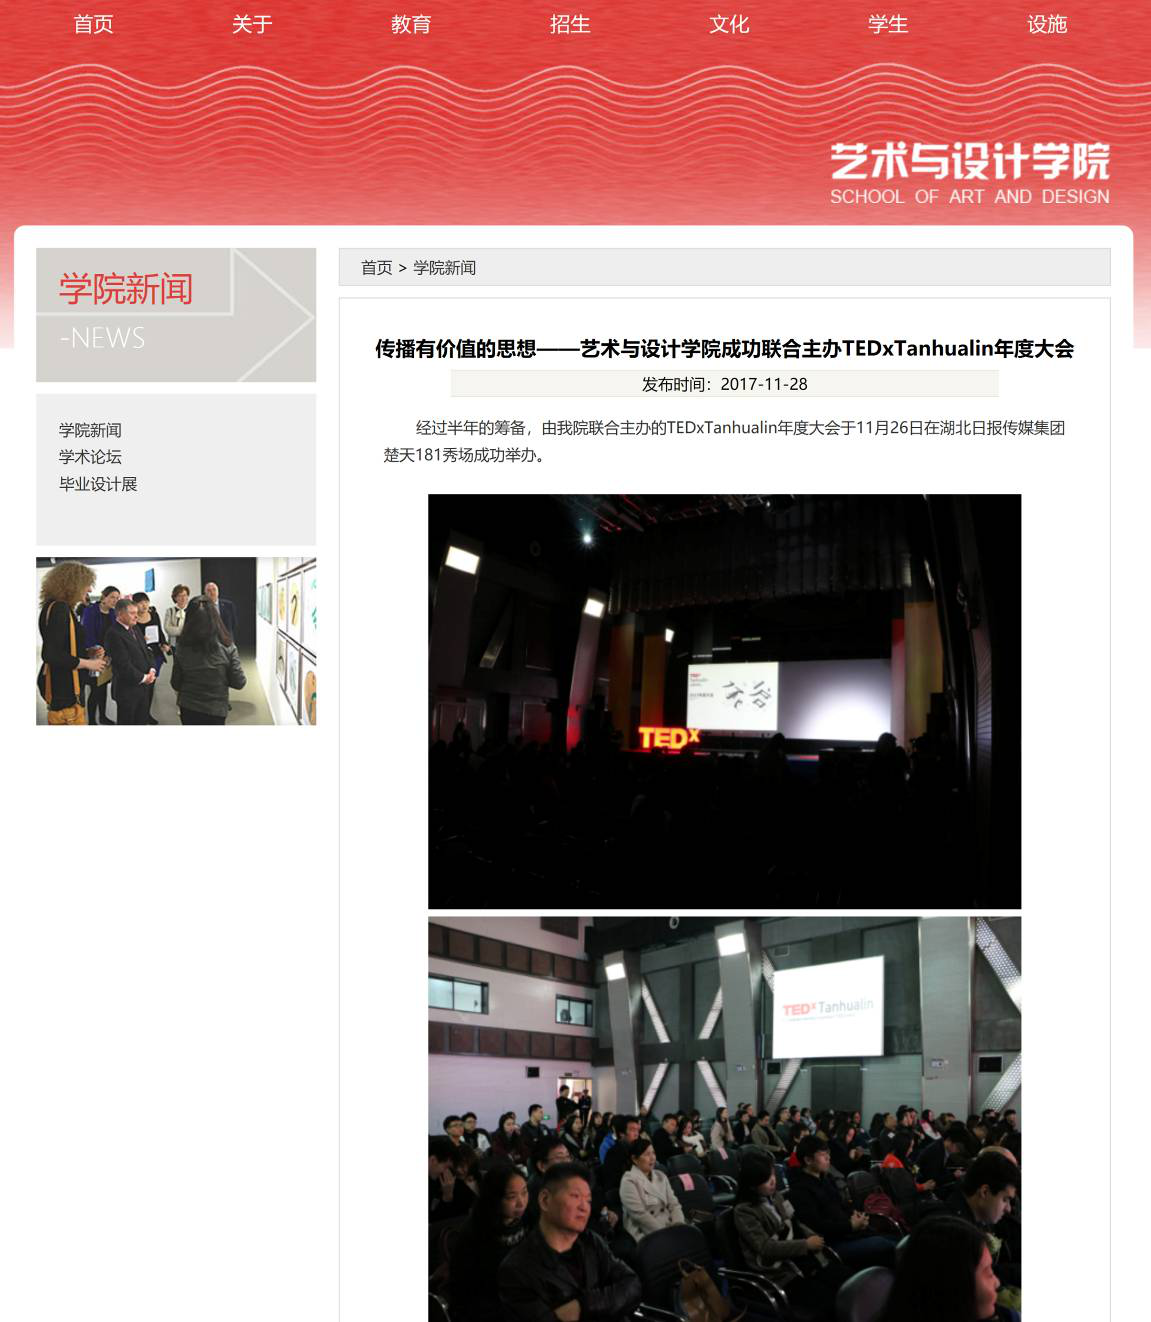 首页 关于 教育 招生 文化 学生 设施
艺术与设计学院
SCHOOL OF ART AND DESIGN
学院新闻
-NEWS
学院新闻
学术论坛
毕业设计展
首页 > 学院新闻
传播有价值的思想——艺术与设计学院成功联合主办TEDxTanhualin年度大会
发布时间：2017-11-28
经过半年的筹备，由我院联合主办的TEDxTanhualin年度大会于11月26日在湖北日报传媒集团
楚天181秀场成功举办。
TEDx
TEDx Tanhualin